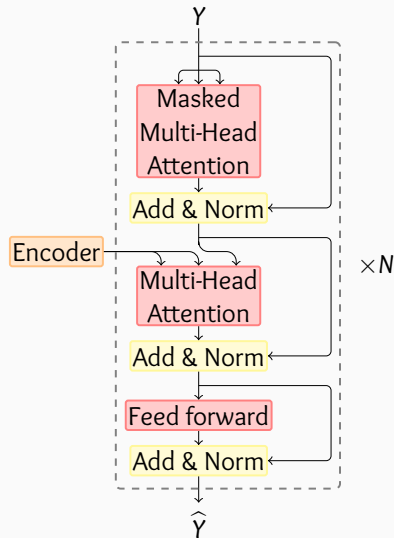 Y
Masked
Multi-Head
Attention
Add & Norm
Encoder
×N
Multi-Head
Attention
Add & Norm
Feed forward
Add & Norm
Ŷ